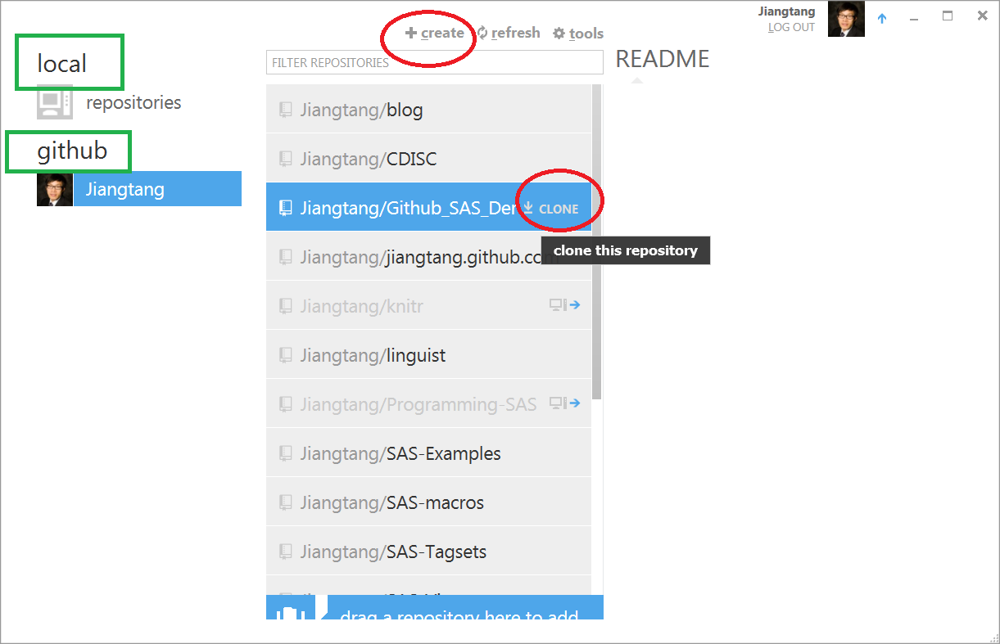 Jiangtang
LOG OUT
create
refresh
tools
local
repositories
github
Jiangtang
FILTER REPOSITORIES
README
Jiangtang/blog
Jiangtang/CDISC
Jiangtang/Github_SAS_Der CLONE
clone this repository
Jiangtang/jiangtang.github.com
Jiangtang/knitr
Jiangtang/linguist
Jiangtang/Programming-SAS
Jiangtang/SAS-Examples
Jiangtang/SAS-macros
Jiangtang/SAS-Tagsets
drag a repository here to add